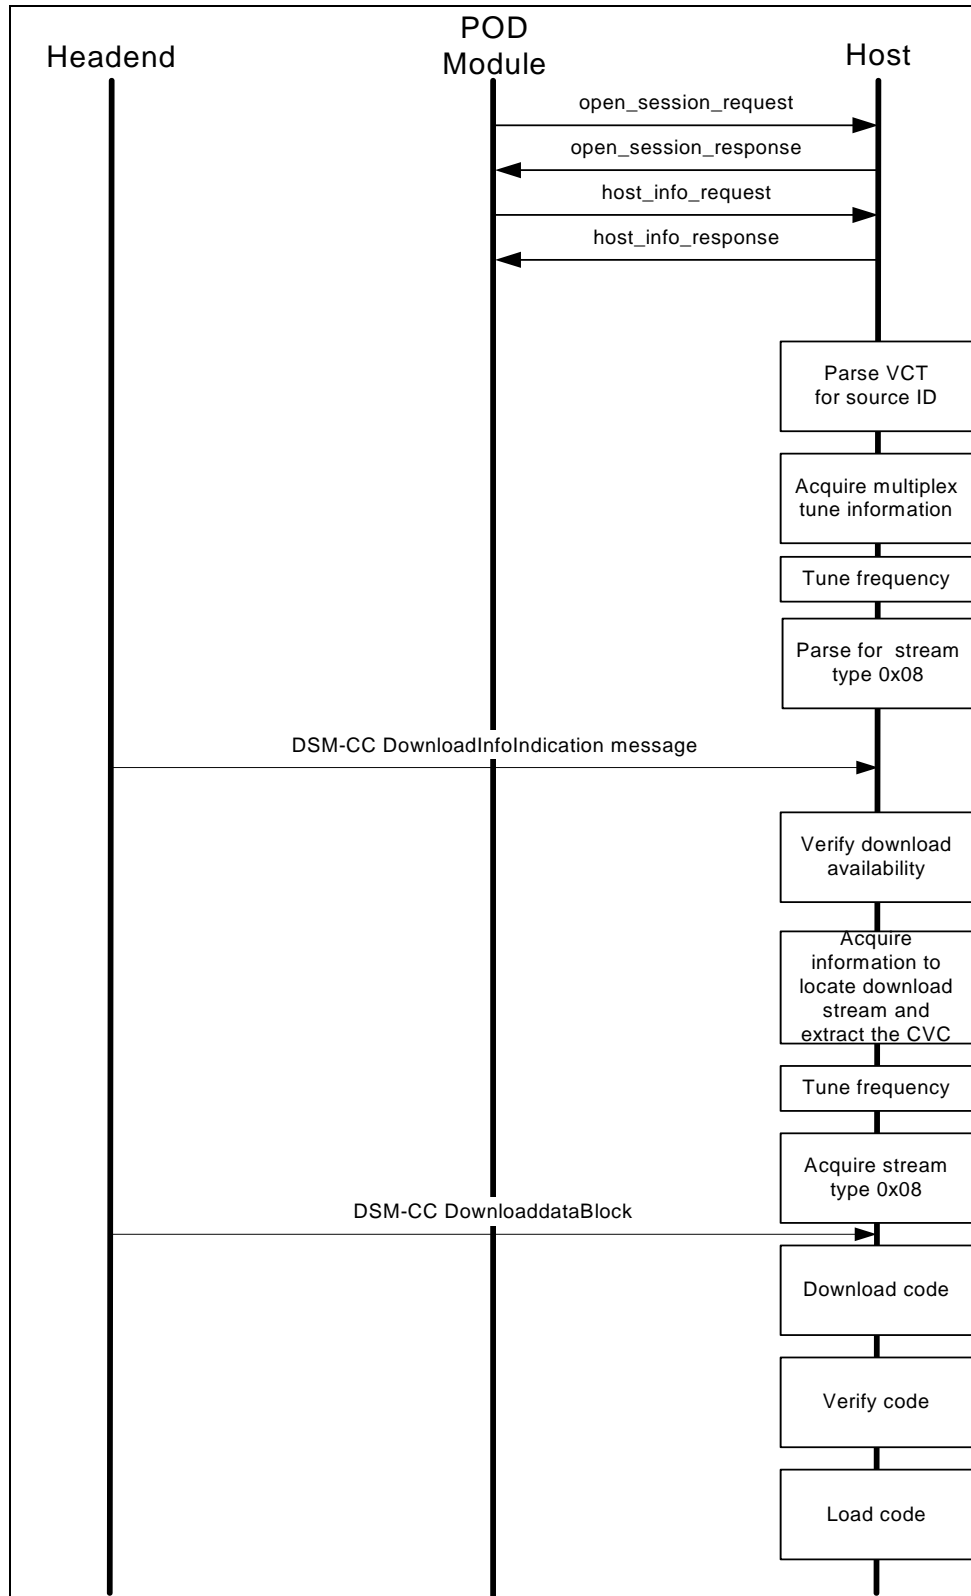 Headend
POD
Module
Host
open_session_request
open_session_response
host_info_request
host_info_response
Parse VCT
for source ID
Acquire multiplex
tune information
Tune frequency
Parse for stream
type 0x08
DSM-CC DownloadInfoIndication message
Verify download
availability
Acquire
information to
locate download
stream and
extract the CVC
Tune frequency
Acquire stream
type 0x08
DSM-CC DownloaddataBlock
Download code
Verify code
Load code